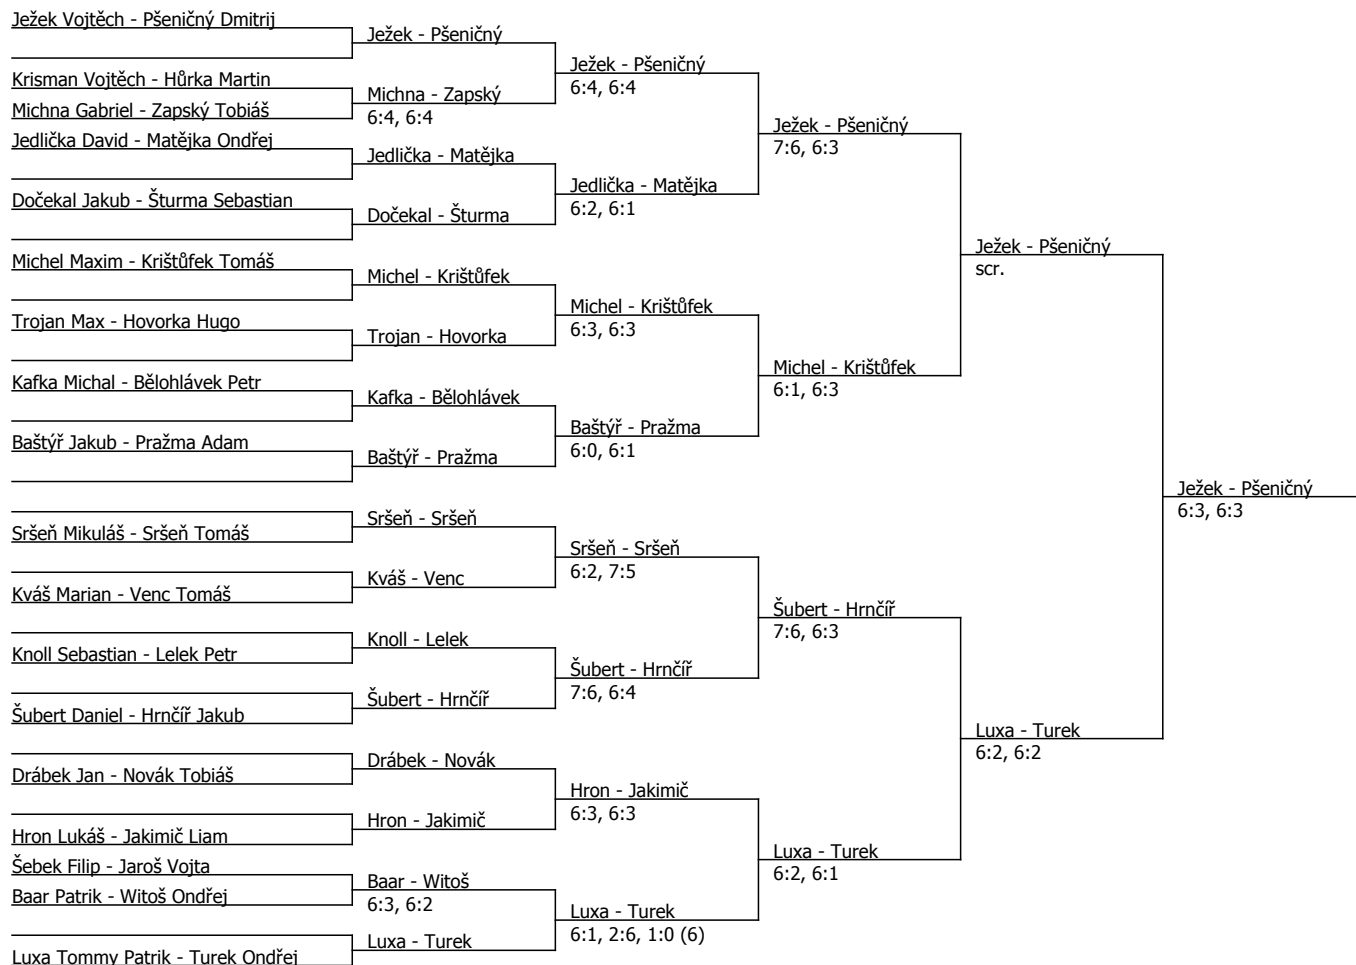 Ježek Vojtěch - Pšeničný Dmitrij
Krisman Vojtěch - Hůrka Martin
Michna Gabriel - Zapský Tobiáš
Jedlička David - Matějka Ondřej
Dočekal Jakub - Šturma Sebastian
Michel Maxim - Krištůfek Tomáš
Trojan Max - Hovorka Hugo
Kafka Michal - Bělohlávek Petr
Baštýř Jakub - Pražma Adam
Sršeň Mikuláš - Sršeň Tomáš
Kváš Marian - Venc Tomáš
Knoll Sebastian - Lelek Petr
Šubert Daniel - Hrnčíř Jakub
Drábek Jan - Novák Tobiáš
Hron Lukáš - Jakimič Liam
Šebek Filip - Jaroš Vojta
Baar Patrik - Witoš Ondřej
Luxa Tommy Patrik - Turek Ondřej
Ježek - Pšeničný
Michna - Zapský
6:4, 6:4
Jedlička - Matějka
Dočekal - Šturma
Michel - Krištůfek
Trojan - Hovorka
Kafka - Bělohlávek
Baštýř - Pražma
Sršeň - Sršeň
Kváš - Venc
Knoll - Lelek
Šubert - Hrnčíř
Drábek - Novák
Hron - Jakimič
Baar - Witoš
6:3, 6:2
Luxa - Turek
Ježek - Pšeničný
6:4, 6:4
Jedlička - Matějka
6:2, 6:1
Michel - Krištůfek
6:3, 6:3
Baštýř - Pražma
6:0, 6:1
Sršeň - Sršeň
6:2, 7:5
Šubert - Hrnčíř
7:6, 6:4
Hron - Jakimič
6:3, 6:3
Luxa - Turek
6:1, 2:6, 1:0 (6)
Ježek - Pšeničný
7:6, 6:3
Michel - Krištůfek
6:1, 6:3
Šubert - Hrnčíř
7:6, 6:3
Luxa - Turek
6:2, 6:1
Ježek - Pšeničný
scr.
Luxa - Turek
6:2, 6:2
Ježek - Pšeničný
6:3, 6:3